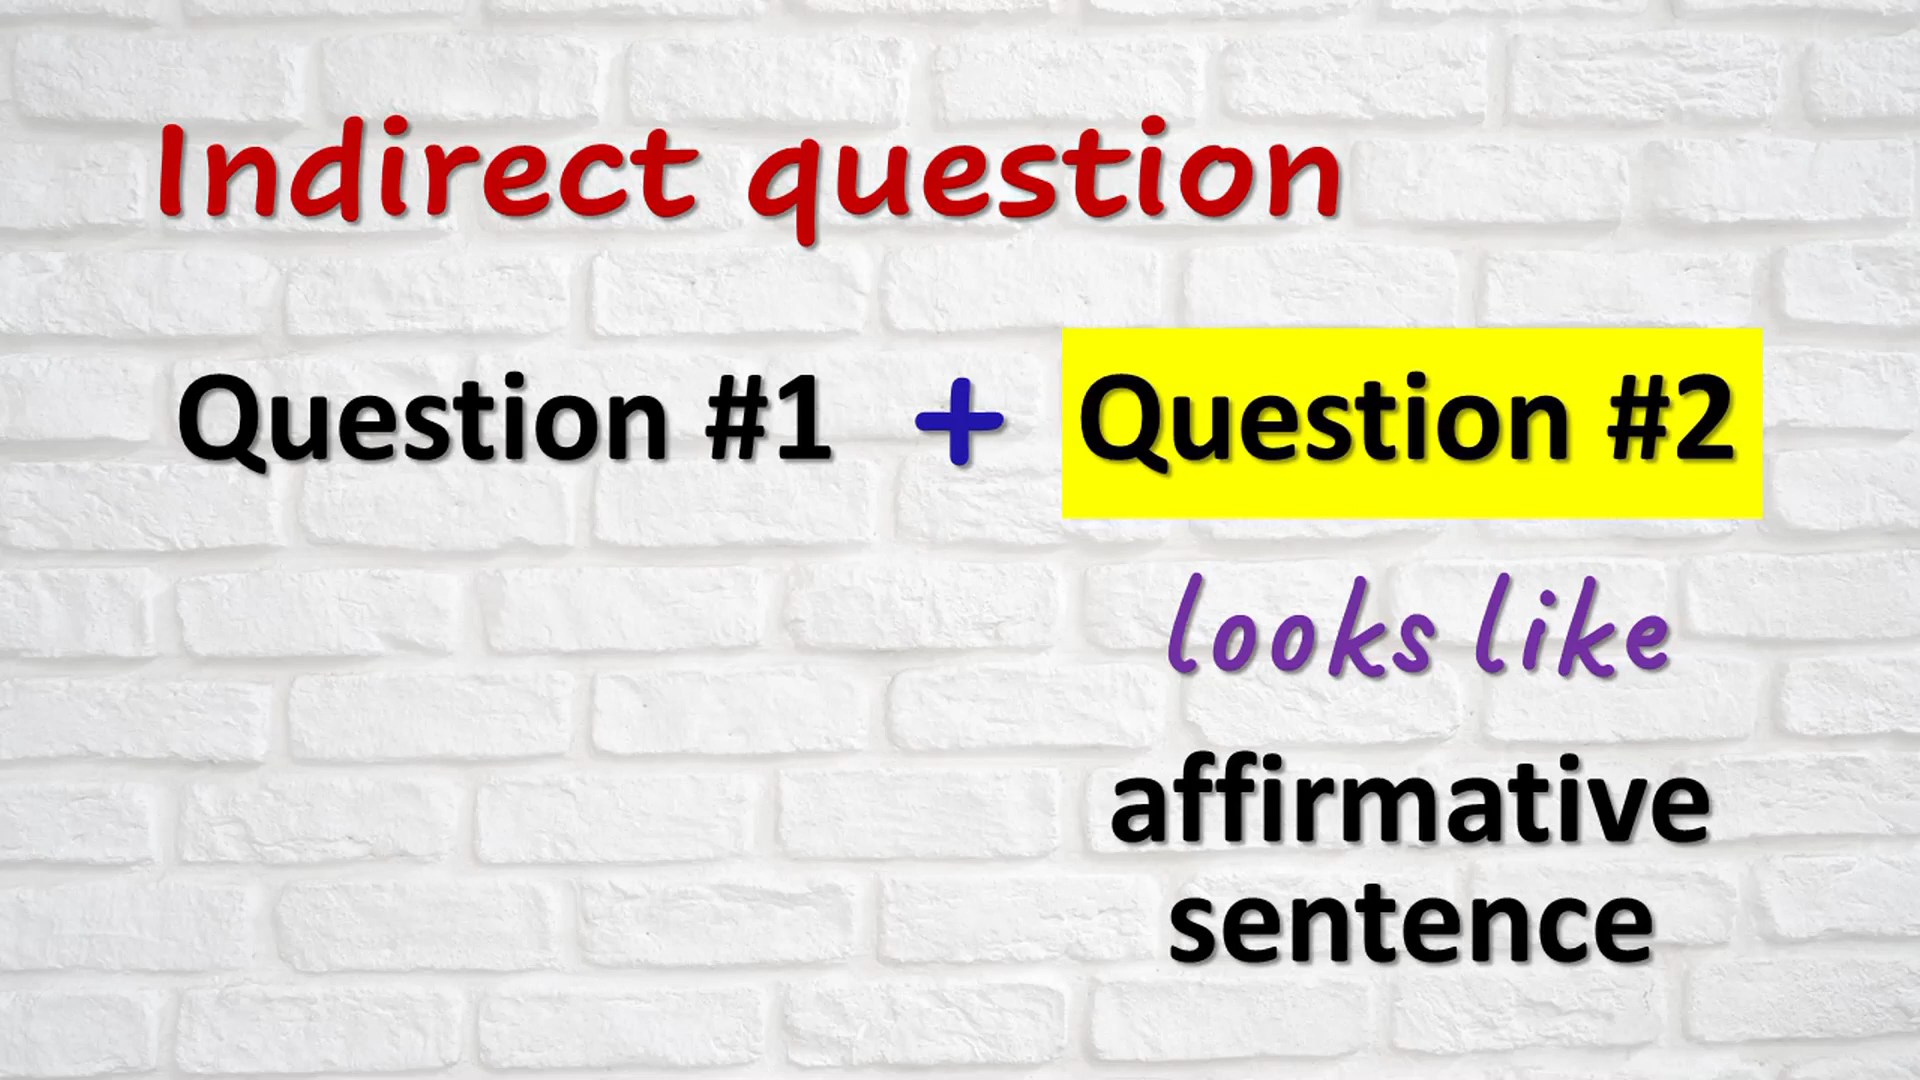 Indirect question
Question #1 + Question #2
looks like
affirmative
sentence